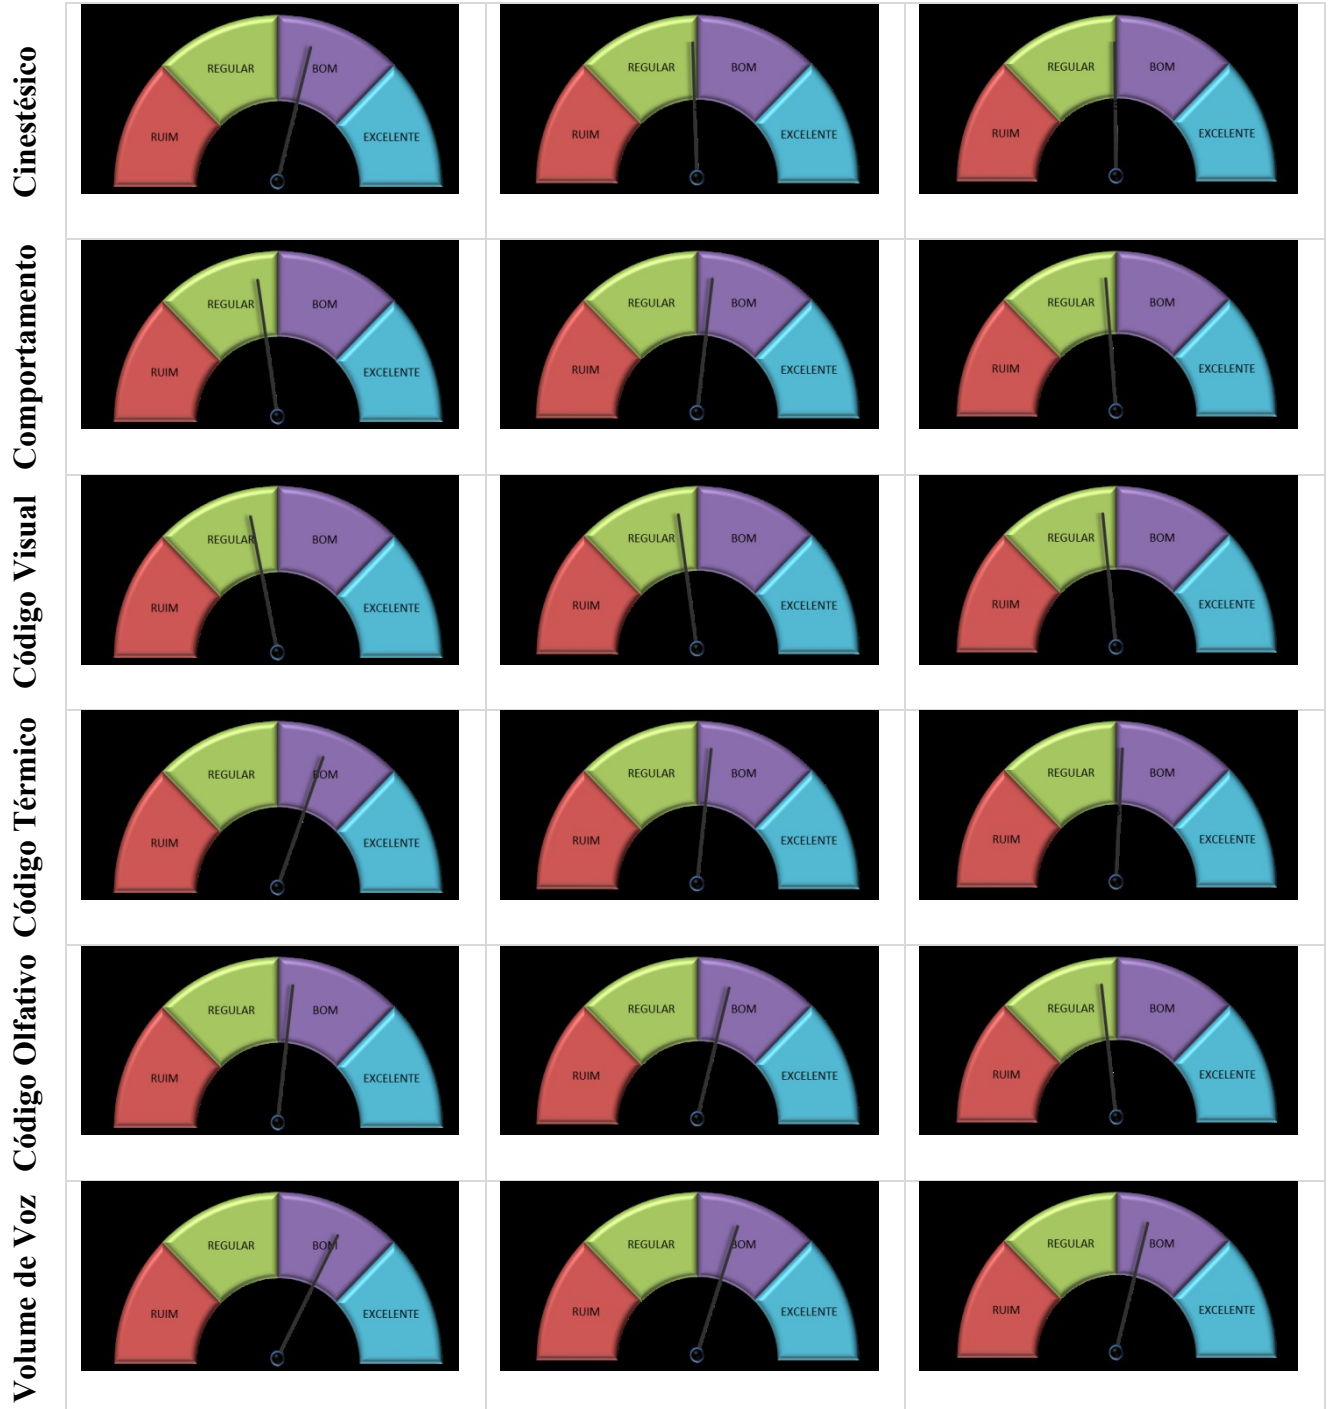 Cinestésico
REGULAR BOM
RUIM EXCELENTE
REGULAR BOM
RUIM EXCELENTE
REGULAR BOM
RUIM EXCELENTE
Comportamento
REGULAR BOM
RUIM EXCELENTE
REGULAR BOM
RUIM EXCELENTE
REGULAR BOM
RUIM EXCELENTE
Código Visual
REGULAR BOM
RUIM EXCELENTE
REGULAR BOM
RUIM EXCELENTE
REGULAR BOM
RUIM EXCELENTE
Código Térmico
REGULAR BOM
RUIM EXCELENTE
REGULAR BOM
RUIM EXCELENTE
REGULAR BOM
RUIM EXCELENTE
Código Olfativo
REGULAR BOM
RUIM EXCELENTE
REGULAR BOM
RUIM EXCELENTE
REGULAR BOM
RUIM EXCELENTE
Volume de Voz
REGULAR BOM
RUIM EXCELENTE
REGULAR BOM
RUIM EXCELENTE
REGULAR BOM
RUIM EXCELENTE